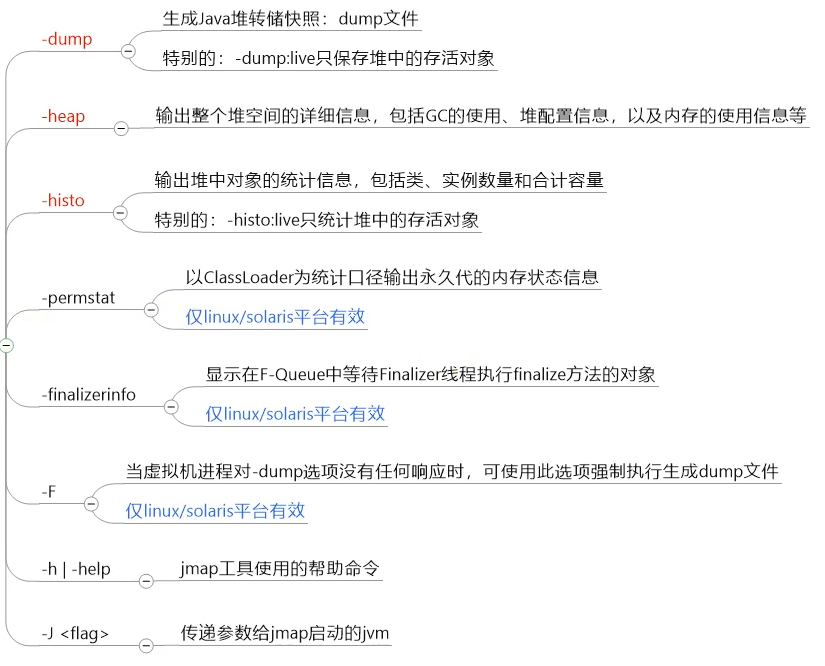 -dump
生成Java堆转储快照：dump文件
特别的：-dump:live只保存堆中的存活对象
-heap
输出整个堆空间的详细信息，包括GC的使用、堆配置信息，以及内存的使用信息等
-histo
输出堆中对象的统计信息，包括类、实例数量和合计容量
特别的：-histo:live只统计堆中的存活对象
-permstat
以ClassLoader为统计口径输出永久代的内存状态信息
仅linux/solaris平台有效
-finalizerinfo
显示在F-Queue中等待Finalizer线程执行finalize方法的对象
仅linux/solaris平台有效
-F
当虚拟机进程对-dump选项没有任何响应时，可使用此选项强制执行生成dump文件
仅linux/solaris平台有效
-h | -help
jmap工具使用的帮助命令
-J <flag>
传递参数给jmap启动的jvm